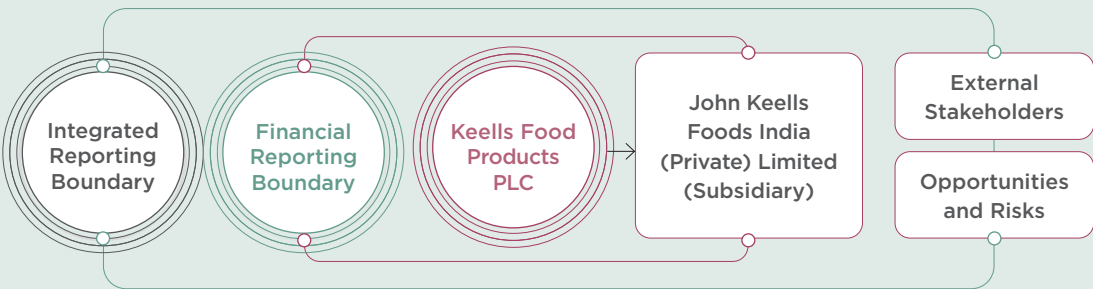 Integrated
Reporting
Boundary
Financial
Reporting
Boundary
Keells Food
Products
PLC
John Keells
Foods India
(Private) Limited
(Subsidiary)
External
Stakeholders
Opportunities
and Risks